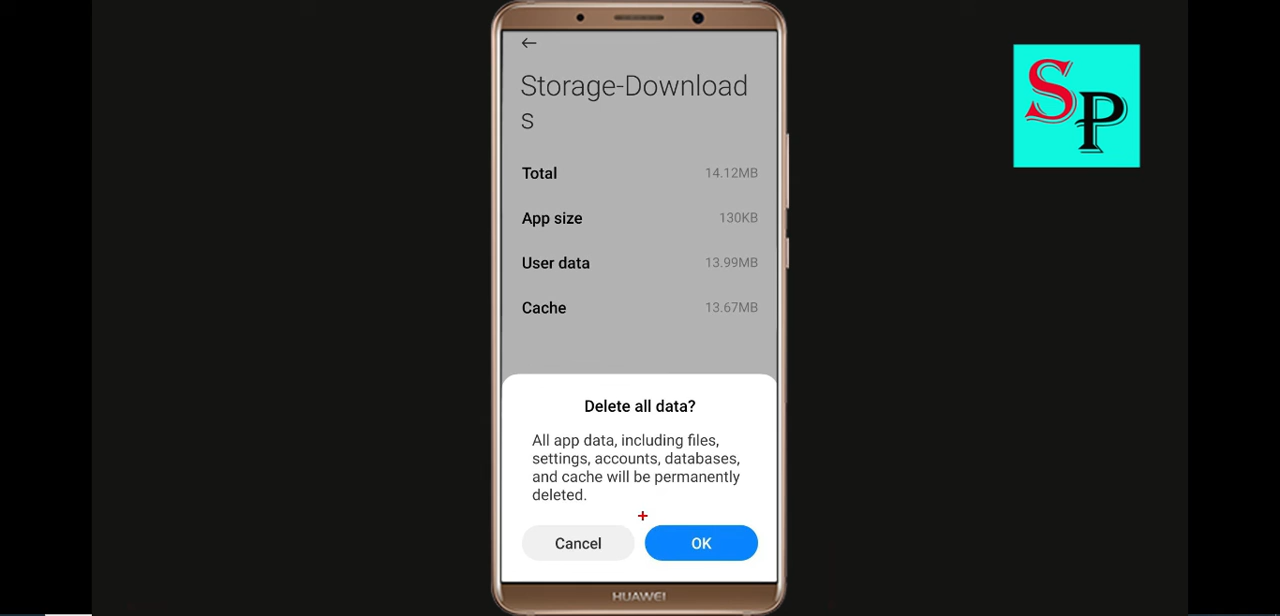 ←
Storage-Download
s
Total 14.12MB
App size 130KB
User data 13.99MB
Cache 13.67MB
Delete all data?
All app data, including files,
settings, accounts, databases,
and cache will be permanently
deleted.
Cancel OK
HUAWEI
SP